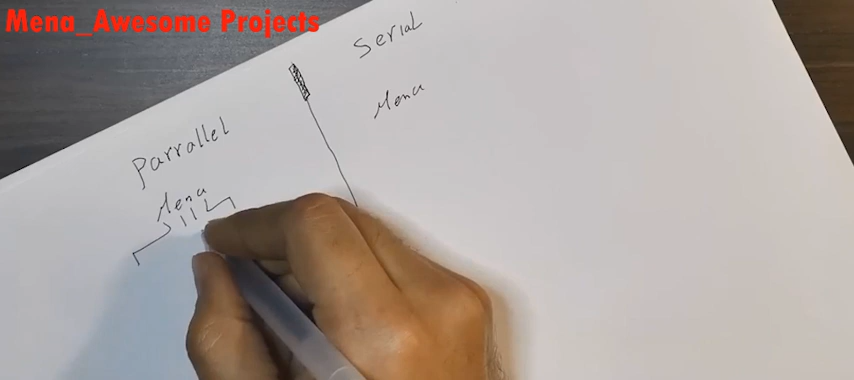 Mena_Awesome Projects
Serial
Mena
Parrallel
Mena